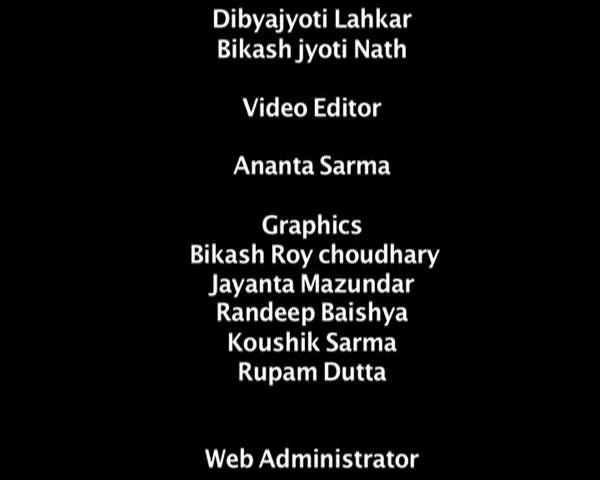 Dibyajyoti Lahkar
Bikash jyoti Nath
Video Editor
Ananta Sarma
Graphics
Bikash Roy choudhary
Jayanta Mazundar
Randeep Baishya
Koushik Sarma
Rupam Dutta
Web Administrator